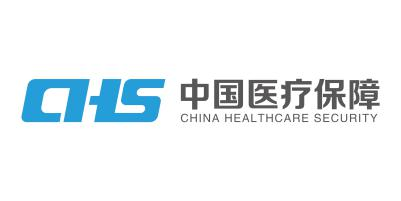 CHS 中国医疗保障
CHINA HEALTHCARE SECURITY